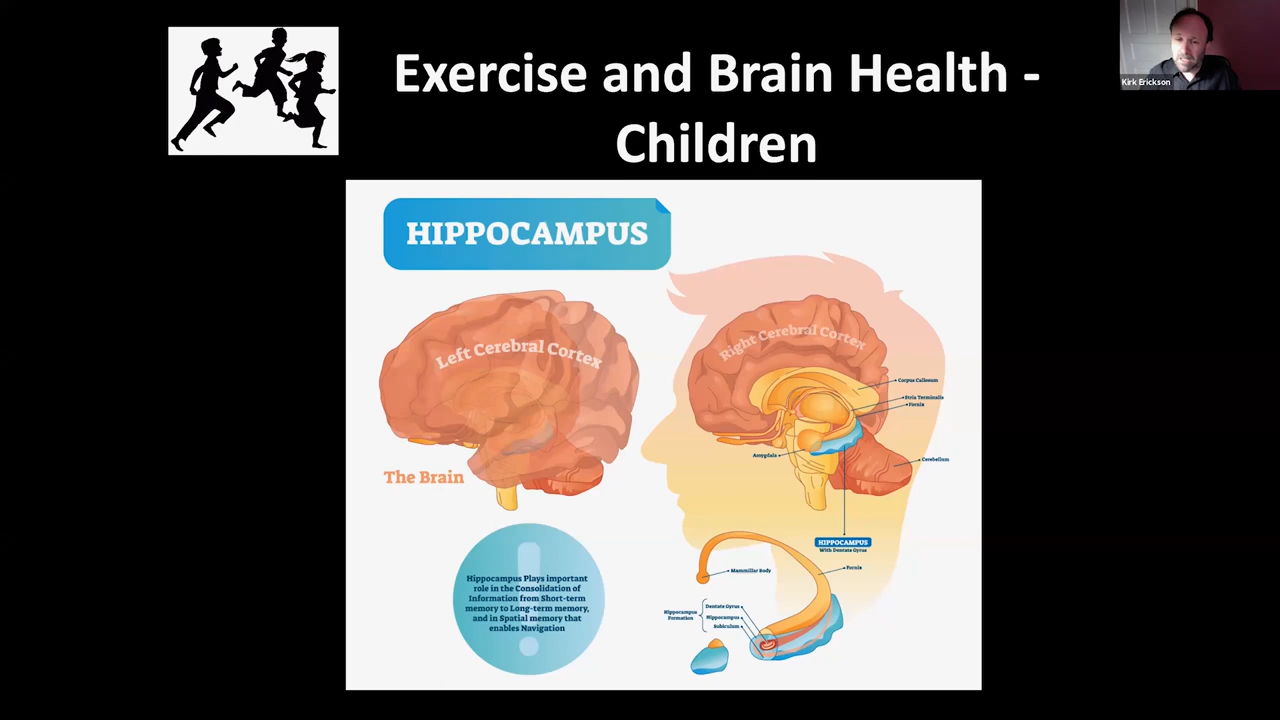 Exercise and Brain Health -
Children
Kirk Erickson
HIPPOCAMPUS
Left Cerebral Cortex
The Brain
Right Cerebral Cortex
Corpus Callosum
Stria Terminalis
Fornix
Amygdala
Cerebellum
HIPPOCAMPUS
With Dentate Gyrus
Hippocampus Plays important
role in the Consolidation of
Information from Short-term
memory to Long-term memory,
and in Spatial memory that
enables Navigation
Mammillar Body
Fornix
Hippocampus
Formation
Dentate Gyrus
Hippocampus
Subiculum